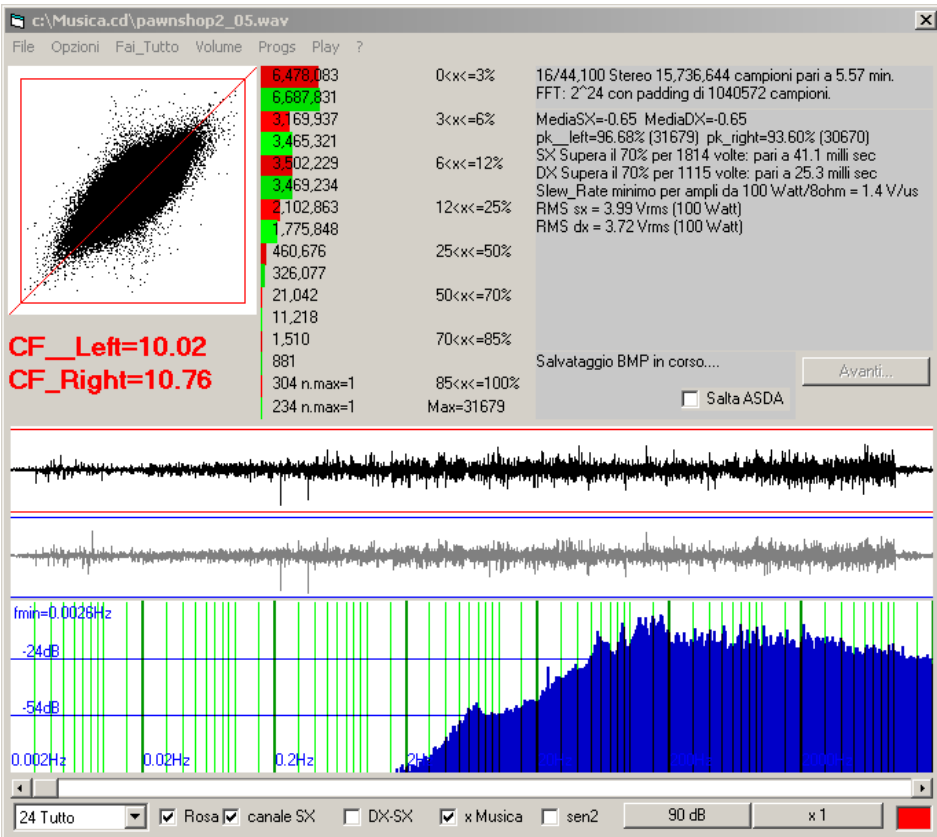 c:\Musica.cd\pawnshop2_05.wav
File Opzioni Fai_Tutto Volume Progs Play ?
6,478,083 0<x<=3%
6,687,831
3,169,937 3<x<=6%
3,465,321
3,502,229 6<x<=12%
3,469,234
2,102,863 12<x<=25%
1,775,848
460,676 25<x<=50%
326,077
21,042 50<x<=70%
11,218
1,510 70<x<=85%
881
304 n.max=1 85<x<=100%
234 n.max=1 Max=31679
CF__Left=10.02
CF_Right=10.76
16/44,100 Stereo 15,736,644 campioni pari a 5.57 min.
FFT: 2^24 con padding di 1040572 campioni.
MediaSX=-0.65 MediaDX=-0.65
pk__left=96.68% (31679) pk_right=93.60% (30670)
SX Supera il 70% per 1814 volte: pari a 41.1 milli sec
DX Supera il 70% per 1115 volte: pari a 25.3 milli sec
Slew_Rate minimo per ampli da 100 Watt/8ohm = 1.4 V/us
RMS sx = 3.99 Vrms (100 Watt)
RMS dx = 3.72 Vrms (100 Watt)
Salvataggio BMP in corso....
Avanti...
Salta ASDA
fmin=0.0026Hz
-24dB
-54dB
0.002Hz 0.02Hz 0.2Hz
24 Tutto Rosa canale SX DX-SX x Musica sen2 90 dB x 1